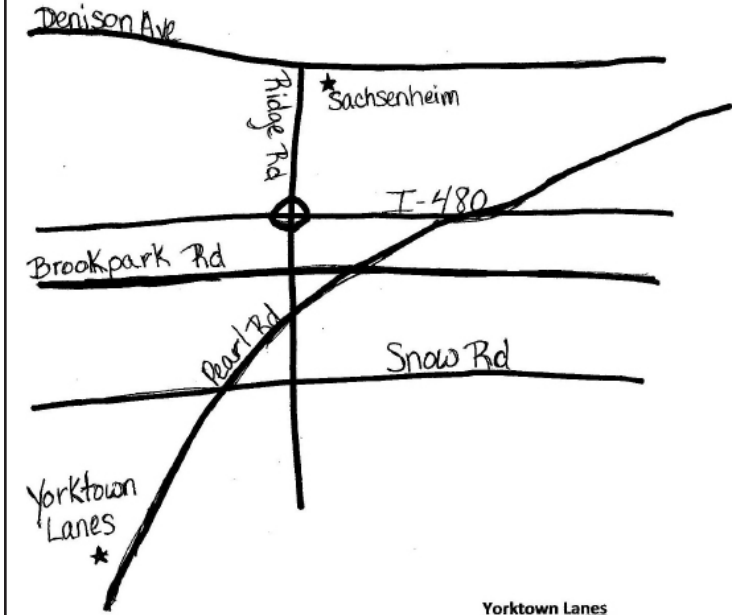 Denison Ave
Ridge Rd
Sachsenheim
I-480
Brookpark Rd
Pearl Rd
Snow Rd
Yorktown
Lanes
Yorktown Lanes